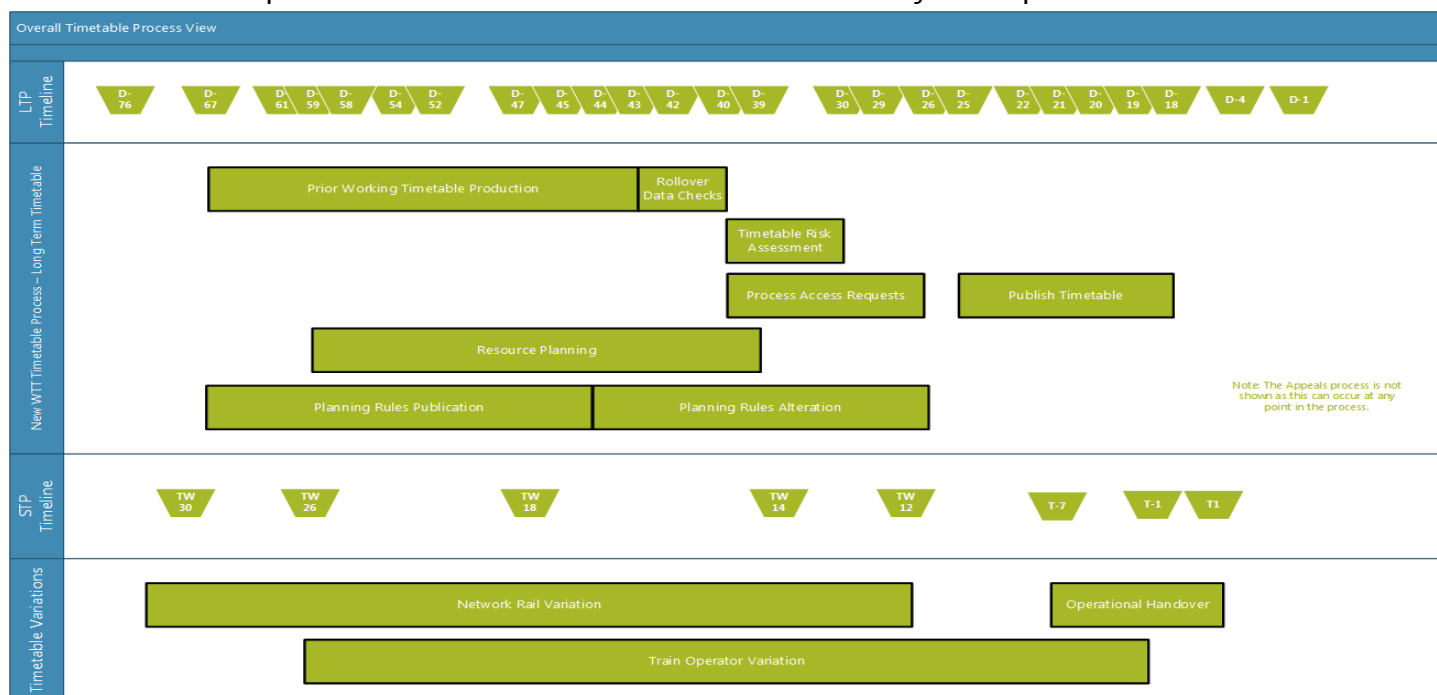 Overall Timetable Process View
LTP
Timeline
D-
76
D-
67
D-
61
D-
59
D-
58
D-
54
D-
52
D-
47
D-
45
D-
44
D-
43
D-
42
D-
40
D-
39
D-
30
D-
29
D-
26
D-
25
D-
22
D-
21
D-
20
D-
19
D-
18
D-4
D-1
New WTT Timetable Process – Long Term Timetable
Prior Working Timetable Production
Rollover
Data Checks
Timetable Risk
Assessment
Process Access Requests
Publish Timetable
Resource Planning
Planning Rules Publication
Planning Rules Alteration
Note: The Appeals process is not
shown as this can occur at any
point in the process.
STP
Timeline
TW
30
TW
26
TW
18
TW
14
TW
12
T-7
T-1
T1
Timetable Variations
Network Rail Variation
Operational Handover
Train Operator Variation